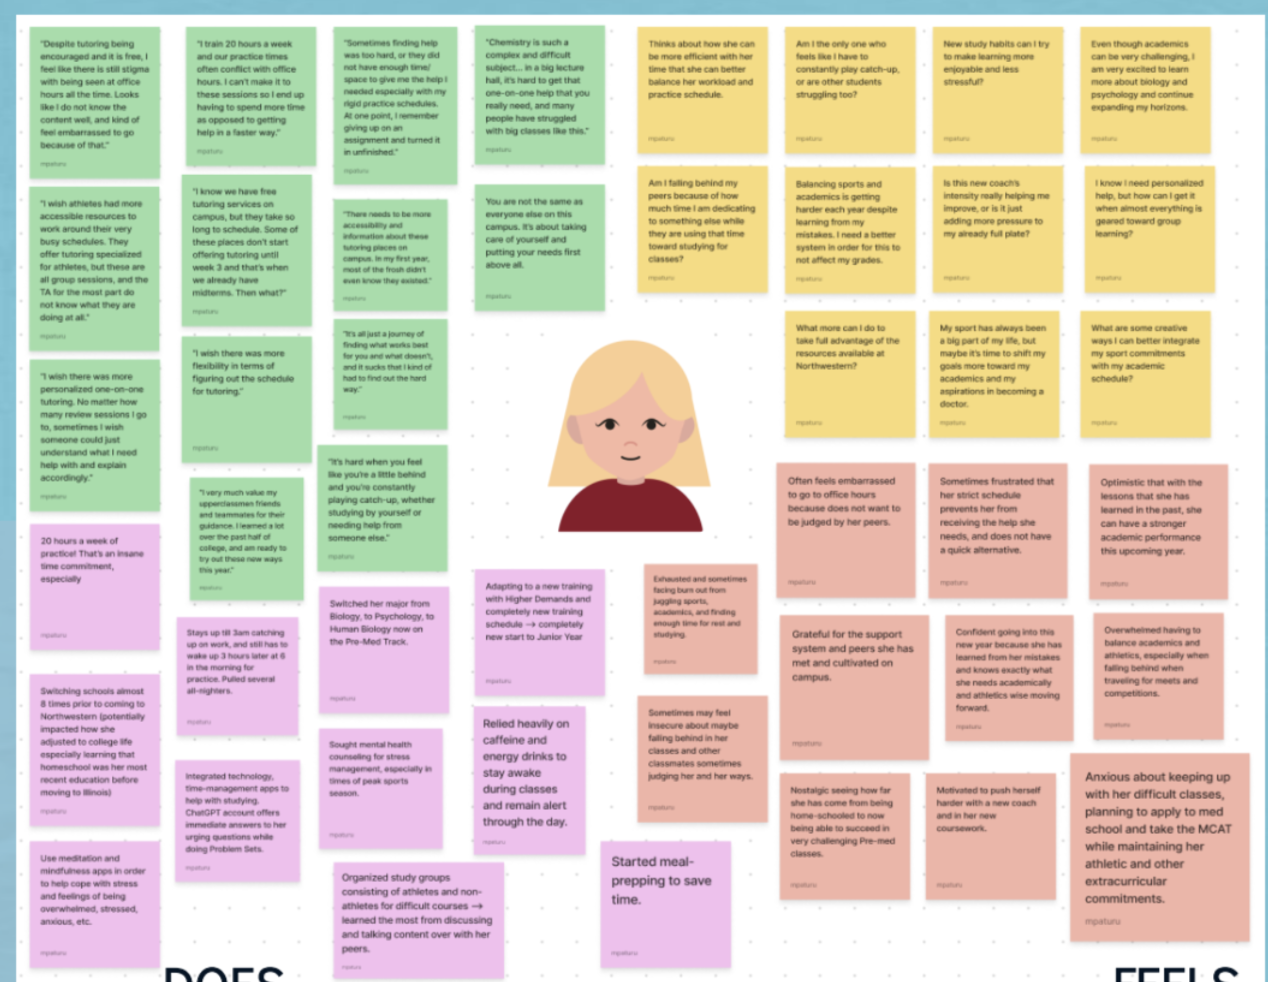 "Despite tutoring being
encouraged and it is free, I
feel like there is still stigma
with being seen at office
hours all the time. Looks
like I do not know the
content well, and kind of
feel embarrassed to go
because of that."
mpaturu
"I train 20 hours a week
and our practice times
often conflict with office
hours. I can't make it to
these sessions so I end up
having to spend more time
as opposed to getting
help in a faster way."
mpaturu
"Sometimes finding help
was too hard, or they did
not have enough time/
space to give me the help I
needed especially with my
rigid practice schedules.
At one point, I remember
giving up on an
assignment and turned it
in unfinished."
mpaturu
"Chemistry is such a
complex and difficult
subject... in a big lecture
hall, it's hard to get that
one-on-one help that you
really need, and many
people have struggled
with big classes like this."
mpaturu
"I wish athletes had more
accessible resources to
work around their very
busy schedules. They
offer tutoring specialized
for athletes, but these are
all group sessions, and the
TA for the most part do
not know what they are
doing at all."
mpaturu
"I know we have free
tutoring services on
campus, but they take so
long to schedule. Some of
these places don't start
offering tutoring until
week 3 and that's when
we already have
midterms. Then what?"
mpaturu
"There needs to be more
accessibility and
information about these
tutoring places on
campus. In my first year,
most of the frosh didn't
even know they existed."
mpaturu
You are not the same as
everyone else on this
campus. It's about taking
care of yourself and
putting your needs first
above all.
mpaturu
"I wish there was more
personalized one-on-one
tutoring. No matter how
many review sessions I go
to, sometimes I wish
someone could just
understand what I need
help with and explain
accordingly."
mpaturu
"I wish there was more
flexibility in terms of
figuring out the schedule
for tutoring."
mpaturu
"It's all just a journey of
finding what works best
for you and what doesn't,
and it sucks that I kind of
had to find out the hard
way."
mpaturu
"I very much value my
upperclassmen friends
and teammates for their
guidance. I learned a lot
over the past half of
college, and am ready to
try out these new ways
this year."
mpaturu
"It's hard when you feel
like you're a little behind
and you're constantly
playing catch-up, whether
studying by yourself or
needing help from
someone else."
mpaturu
Thinks about how she can
be more efficient with her
time that she can better
balance her workload and
practice schedule.
mpaturu
Am I the only one who
feels like I have to
constantly play catch-up,
or are other students
struggling too?
mpaturu
New study habits can I try
to make learning more
enjoyable and less
stressful?
mpaturu
Even though academics
can be very challenging, I
am very excited to learn
more about biology and
psychology and continue
expanding my horizons.
mpaturu
Am I falling behind my
peers because of how
much time I am dedicating
to something else while
they are using that time
toward studying for
classes?
mpaturu
Balancing sports and
academics is getting
harder each year despite
learning from my
mistakes. I need a better
system in order for this to
not affect my grades.
mpaturu
Is this new coach's
intensity really helping me
improve, or is it just
adding more pressure to
my already full plate?
mpaturu
I know I need personalized
help, but how can I get it
when almost everything is
geared toward group
learning?
mpaturu
What more can I do to
take full advantage of the
resources available at
Northwestern?
mpaturu
My sport has always been
a big part of my life, but
maybe it's time to shift my
goals more toward my
academics and my
aspirations in becoming a
doctor.
mpaturu
What are some creative
ways I can better integrate
my sport commitments
with my academic
schedule?
mpaturu
20 hours a week of
practice! That's an insane
time commitment,
especially
mpaturu
Stays up till 3am catching
up on work, and still has to
wake up 3 hours later at 6
in the morning for
practice. Pulled several
all-nighters.
mpaturu
Switched her major from
Biology, to Psychology, to
Human Biology now on
the Pre-Med Track.
mpaturu
Adapting to a new training
with Higher Demands and
completely new training
schedule → completely
new start to Junior Year
mpaturu
Switching schools almost
8 times prior to coming to
Northwestern (potentially
impacted how she
adjusted to college life
especially learning that
homeschool was her most
recent education before
moving to Illinois)
mpaturu
Integrated technology,
time-management apps to
help with studying.
ChatGPT account offers
immediate answers to her
urging questions while
doing Problem Sets.
mpaturu
Sought mental health
counseling for stress
management, especially in
times of peak sports
season.
mpaturu
Relied heavily on
caffeine and
energy drinks to
stay awake
during classes
and remain alert
through the day.
mpaturu
Use meditation and
mindfulness apps in order
to help cope with stress
and feelings of being
overwhelmed, stressed,
anxious, etc.
mpaturu
Organized study groups
consisting of athletes and non-
athletes for difficult courses →
learned the most from discussing
and talking content over with her
peers.
mpaturu
Started meal-
prepping to save
time.
mpaturu
Often feels embarrassed
to go to office hours
because does not want to
be judged by her peers.
mpaturu
Sometimes frustrated that
her strict schedule
prevents her from
receiving the help she
needs, and does not have
a quick alternative.
mpaturu
Optimistic that with the
lessons that she has
learned in the past, she
can have a stronger
academic performance
this upcoming year.
mpaturu
Exhausted and sometimes
facing burn out from
juggling sports,
academics, and finding
enough time for rest and
studying.
mpaturu
Grateful for the support
system and peers she has
met and cultivated on
campus.
mpaturu
Confident going into this
new year because she has
learned from her mistakes
and knows exactly what
she needs academically
and athletics wise moving
forward.
mpaturu
Overwhelmed having to
balance academics and
athletics, especially when
falling behind when
traveling for meets and
competitions.
mpaturu
Sometimes may feel
insecure about maybe
falling behind in her
classes and other
classmates sometimes
judging her and her ways.
mpaturu
Nostalgic seeing how far
she has come from being
home-schooled to now
being able to succeed in
very challenging Pre-med
classes.
mpaturu
Motivated to push herself
harder with a new coach
and in her new
coursework.
mpaturu
Anxious about keeping up
with her difficult classes,
planning to apply to med
school and take the MCAT
while maintaining her
athletic and other
extracurricular
commitments.
mpaturu
DOES
FEELS